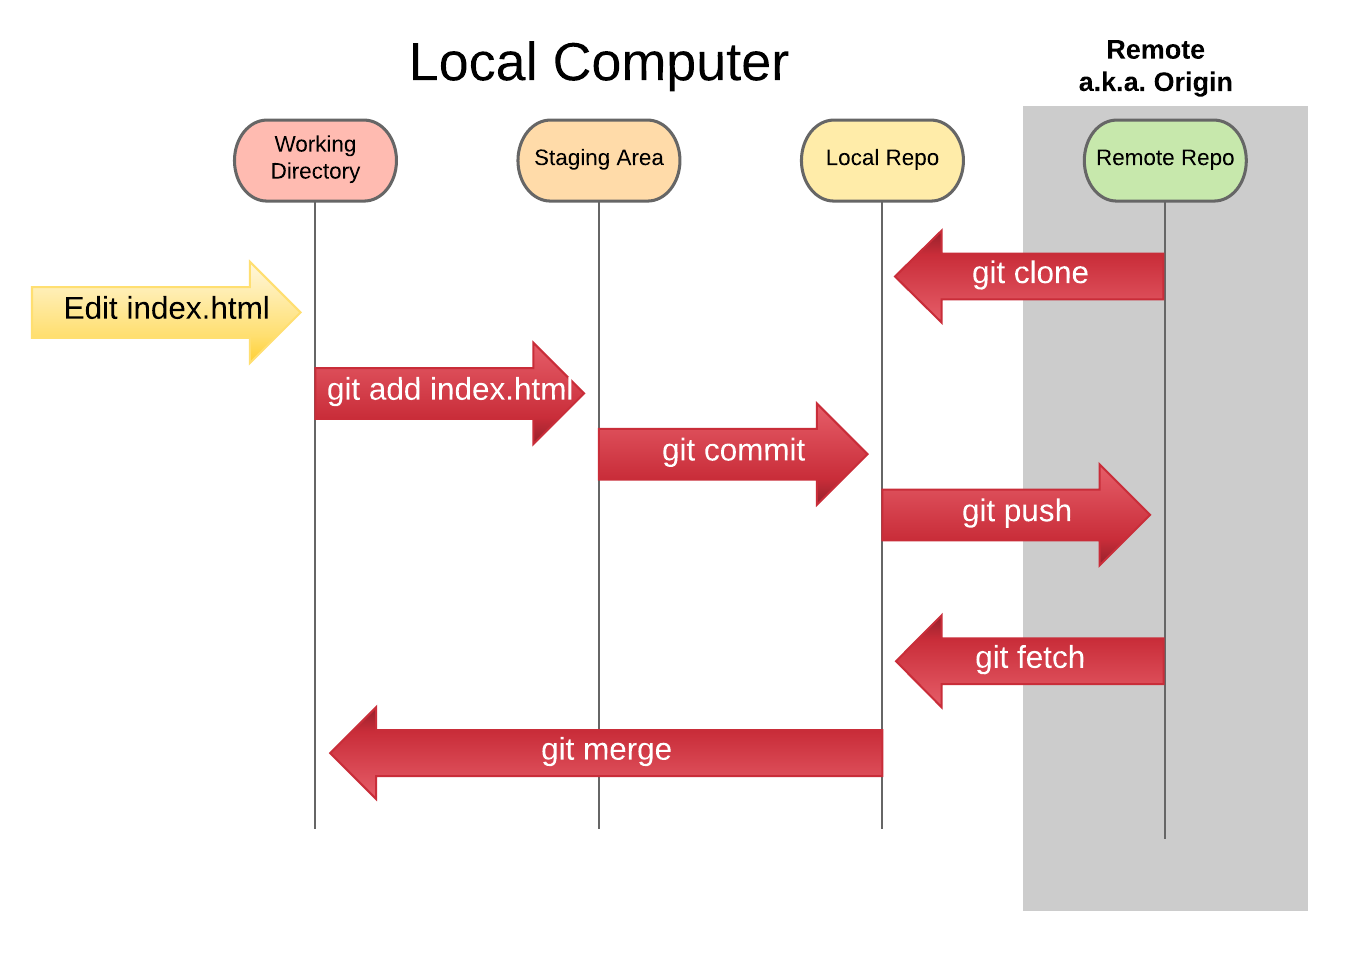 Local Computer
Remote
a.k.a. Origin
Working
Directory
Staging Area
Local Repo
Remote Repo
git clone
Edit index.html
git add index.html
git commit
git push
git fetch
git merge